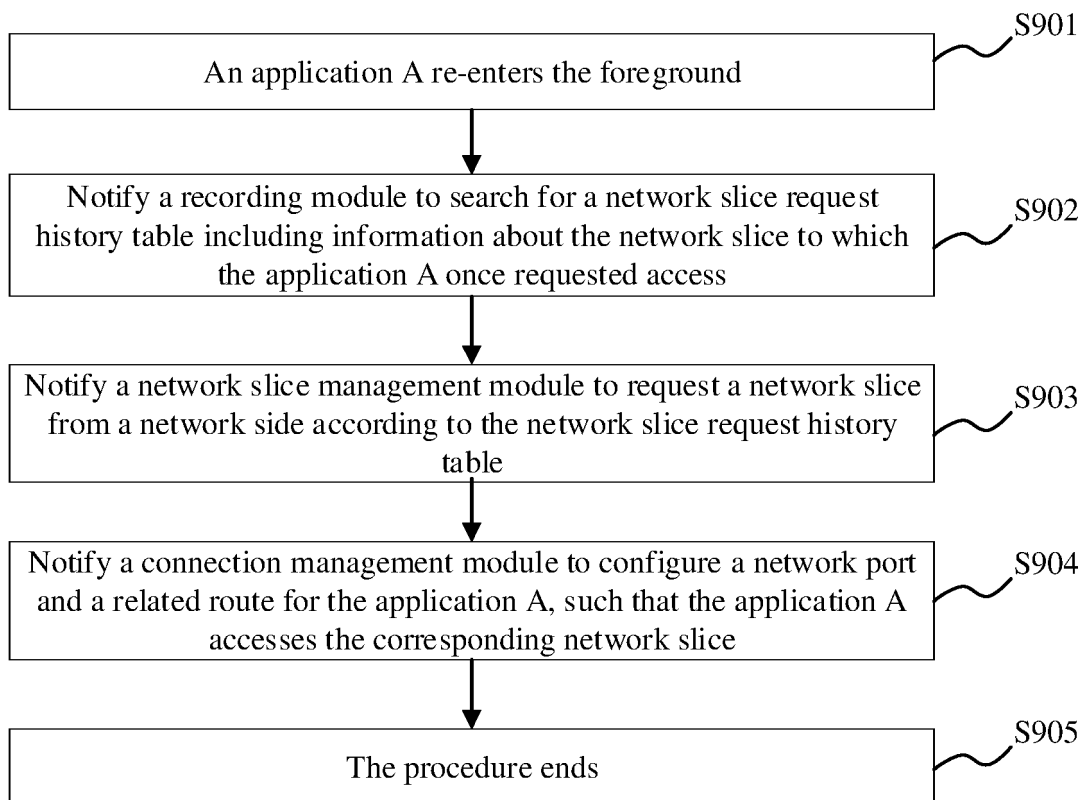 S901
An application A re-enters the foreground
Notify a recording module to search for a network slice request
history table including information about the network slice to which
the application A once requested access
S902
Notify a network slice management module to request a network slice
from a network side according to the network slice request history
table
S903
Notify a connection management module to configure a network port
and a related route for the application A, such that the application A
accesses the corresponding network slice
S904
The procedure ends
S905